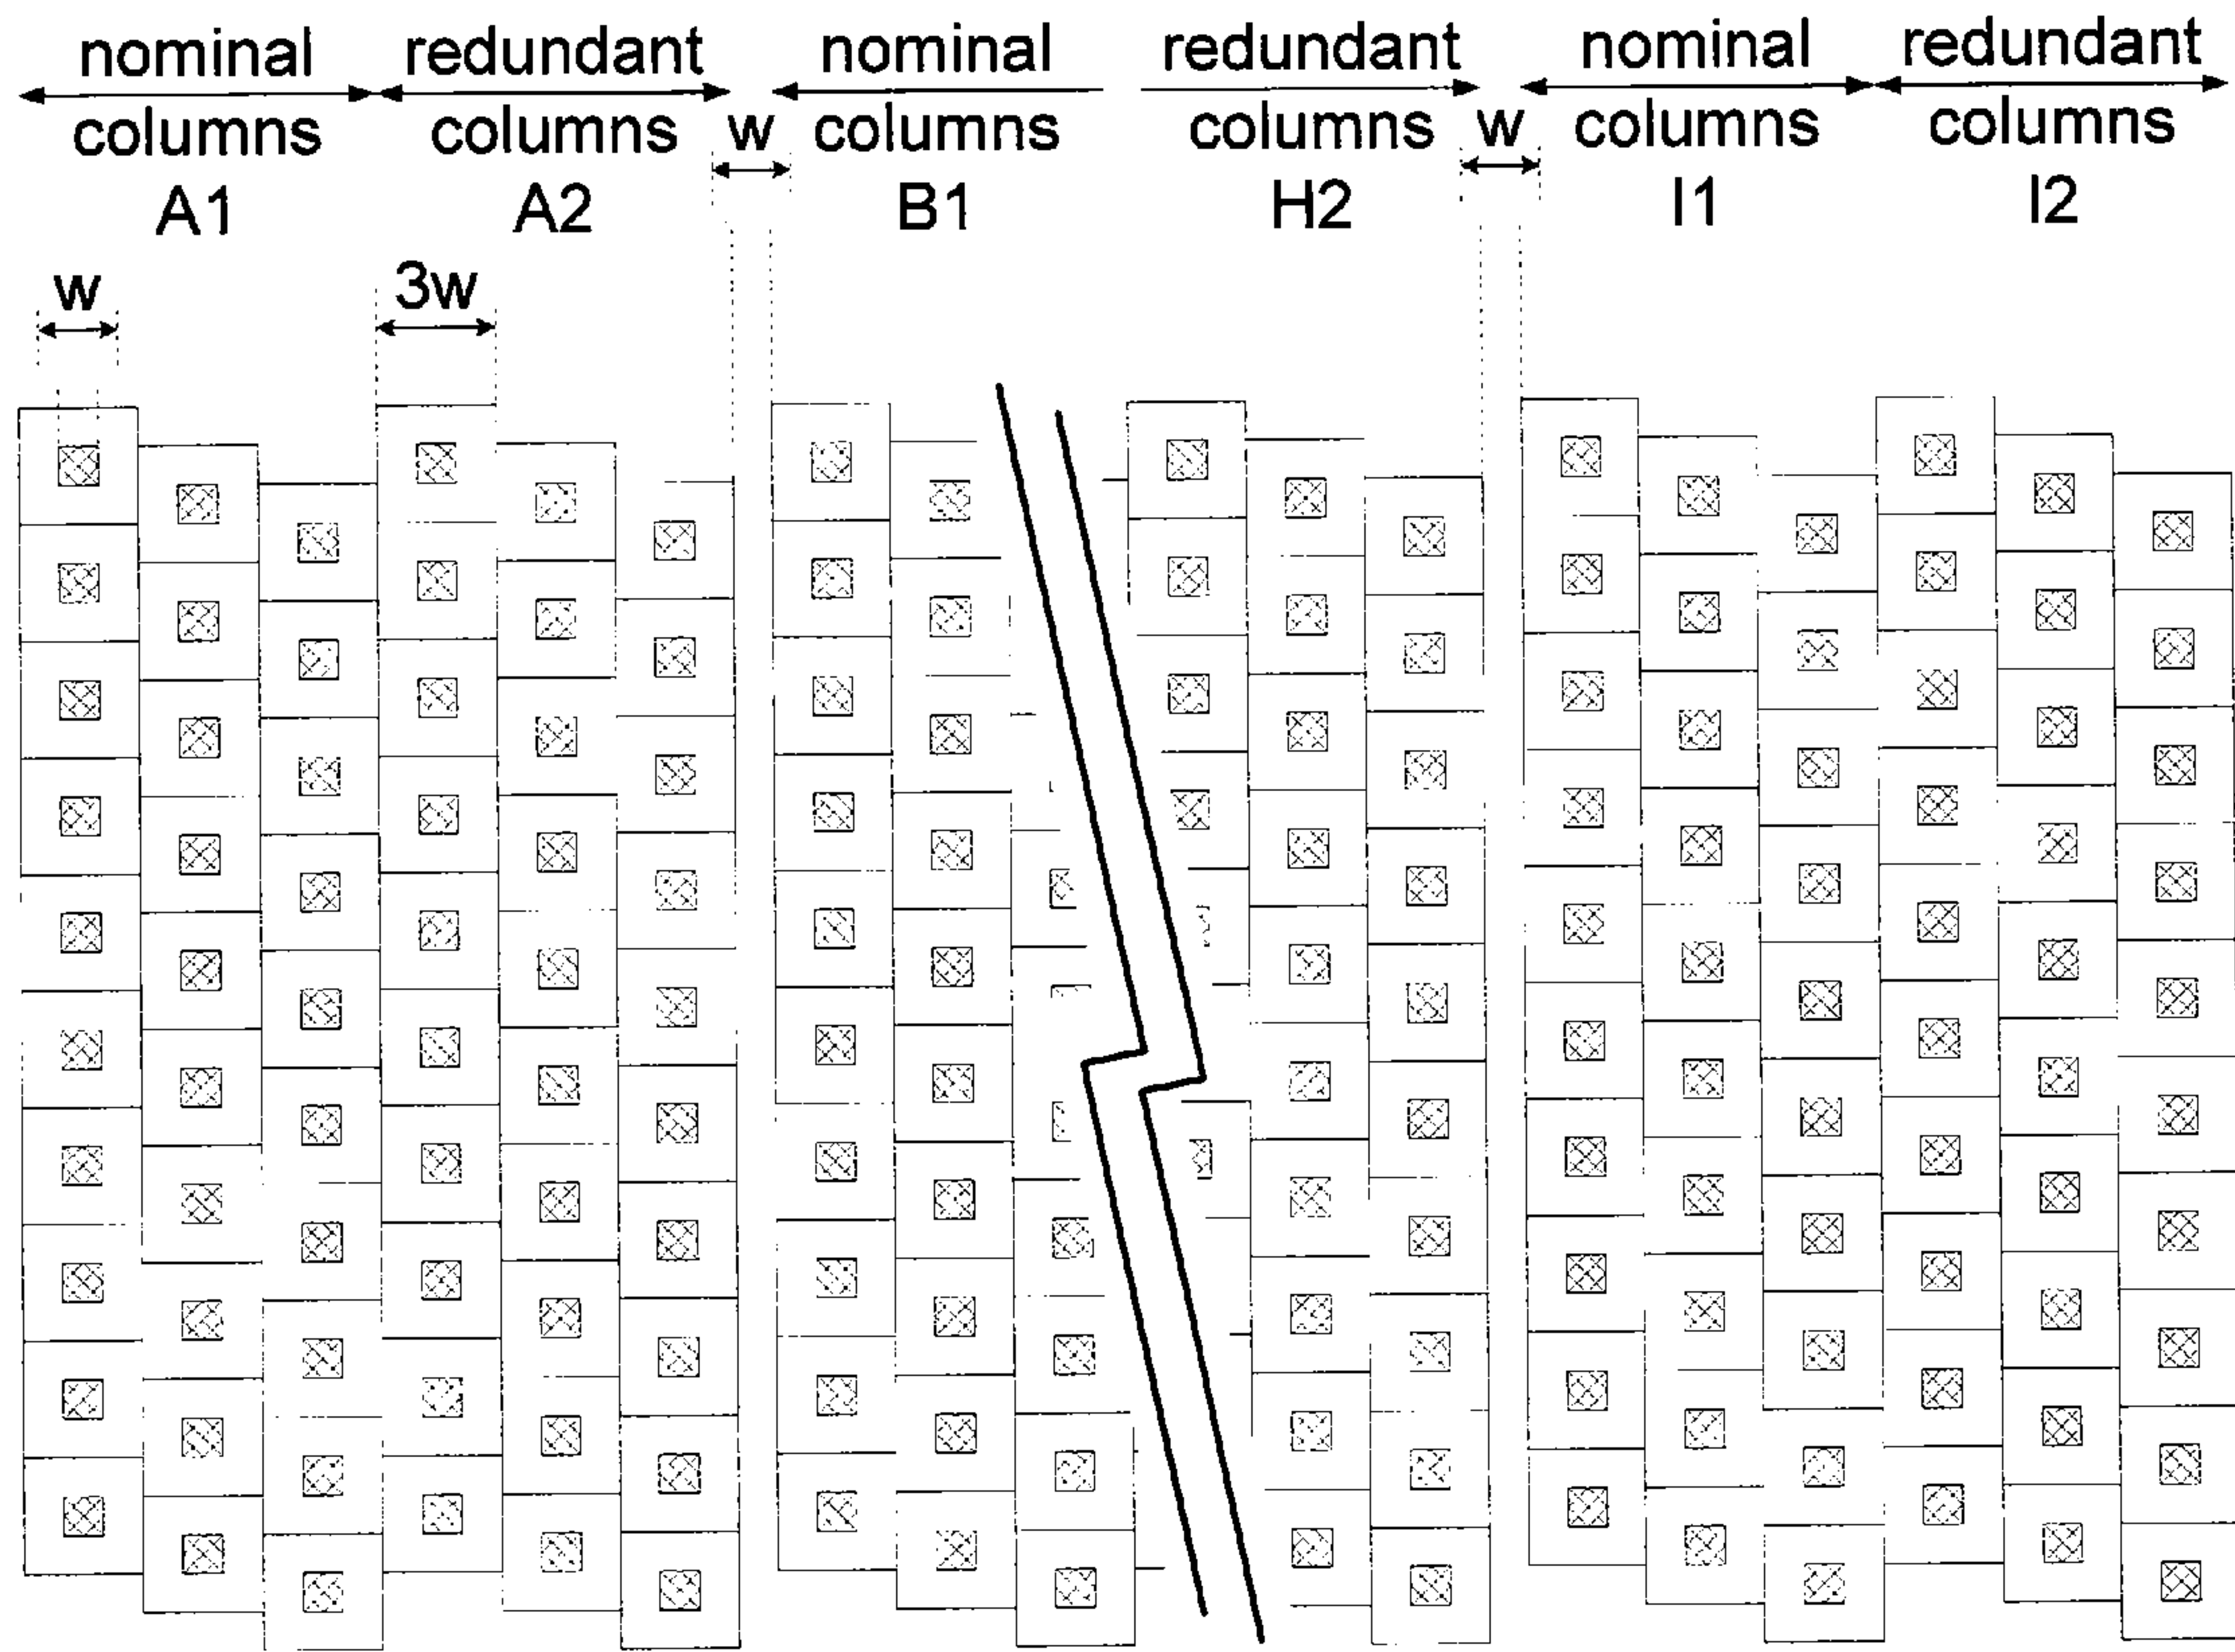 nominal redundant nominal redundant nominal redundant
columns columns w columns columns w columns columns
A1 A2 B1 H2 I1 I2
w 3w